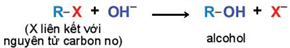 R–X + OH⁻ ⟶ R–OH + X⁻
(X liên kết với
nguyên tử carbon no)
alcohol